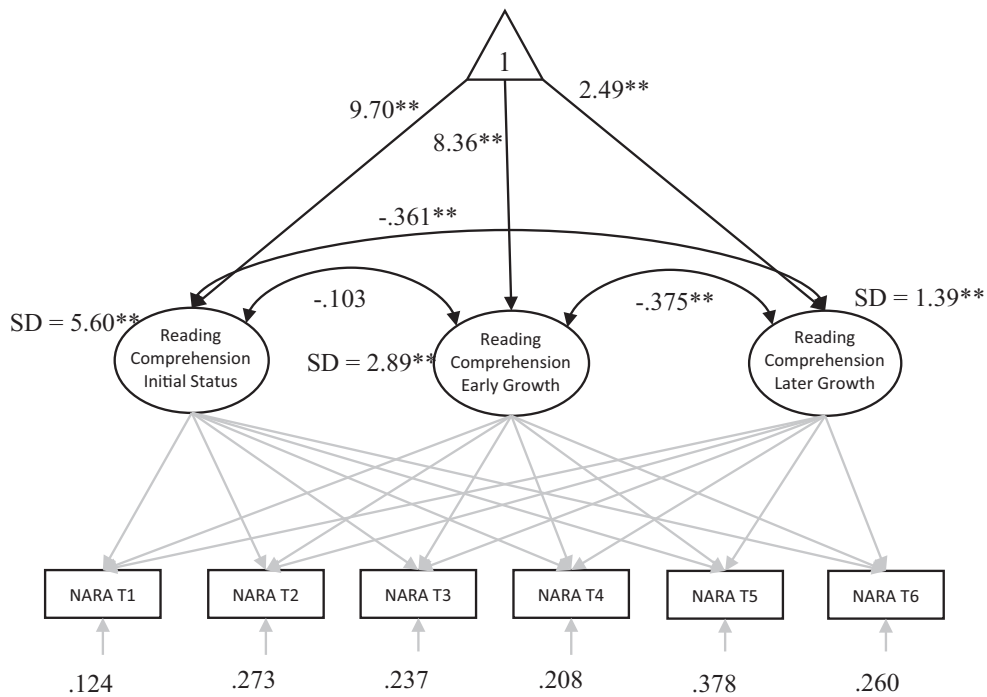 1
9.70**
2.49**
8.36**
-.361**
-.103
-.375**
SD = 5.60**
SD = 2.89**
SD = 1.39**
Reading
Comprehension
Initial Status
Reading
Comprehension
Early Growth
Reading
Comprehension
Later Growth
NARA T1
NARA T2
NARA T3
NARA T4
NARA T5
NARA T6
.124
.273
.237
.208
.378
.260